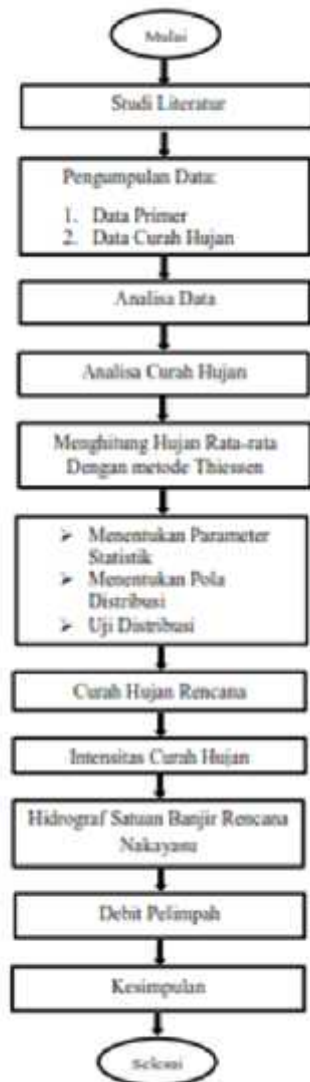 Mulai
Studi Literatur
Pengumpulan Data:
1. Data Primer
2. Data Curah Hujan
Analisa Data
Analisa Curah Hujan
Menghitung Hujan Rata-rata
Dengan metode Thiessen
➢ Menentukan Parameter
Statistik
➢ Menentukan Pola
Distribusi
➢ Uji Distribusi
Curah Hujan Rencana
Intensitas Curah Hujan
Hidrograf Satuan Banjir Rencana
Nakayasu
Debit Pelimpah
Kesimpulan
Selesai